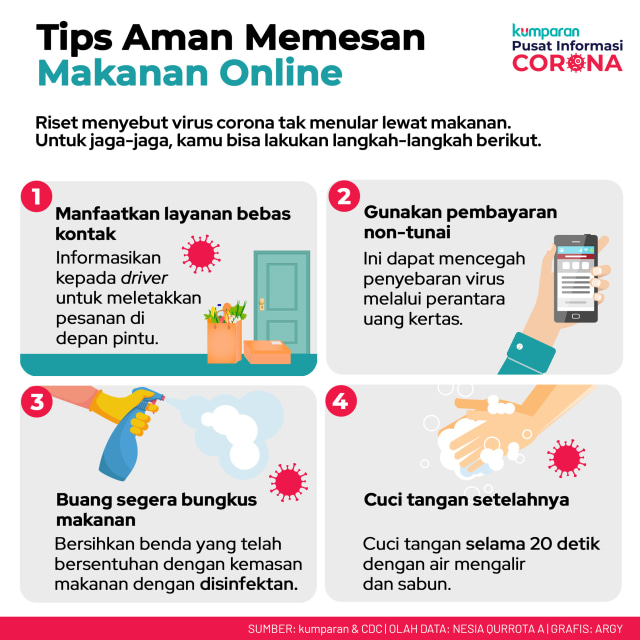 Tips Aman Memesan
Makanan Online
kumparan
Pusat Informasi
CORONA
Riset menyebut virus corona tak menular lewat makanan.
Untuk jaga-jaga, kamu bisa lakukan langkah-langkah berikut.
1
Manfaatkan layanan bebas
kontak
Informasikan
kepada driver
untuk meletakkan
pesanan di
depan pintu.
2
Gunakan pembayaran
non-tunai
Ini dapat mencegah
penyebaran virus
melalui perantara
uang kertas.
3
Buang segera bungkus
makanan
Bersihkan benda yang telah
bersentuhan dengan kemasan
makanan dengan disinfektan.
4
Cuci tangan setelahnya
Cuci tangan selama 20 detik
dengan air mengalir
dan sabun.
SUMBER: kumparan & CDC | OLAH DATA: NESIA QURROTA A | GRAFIS: ARGY